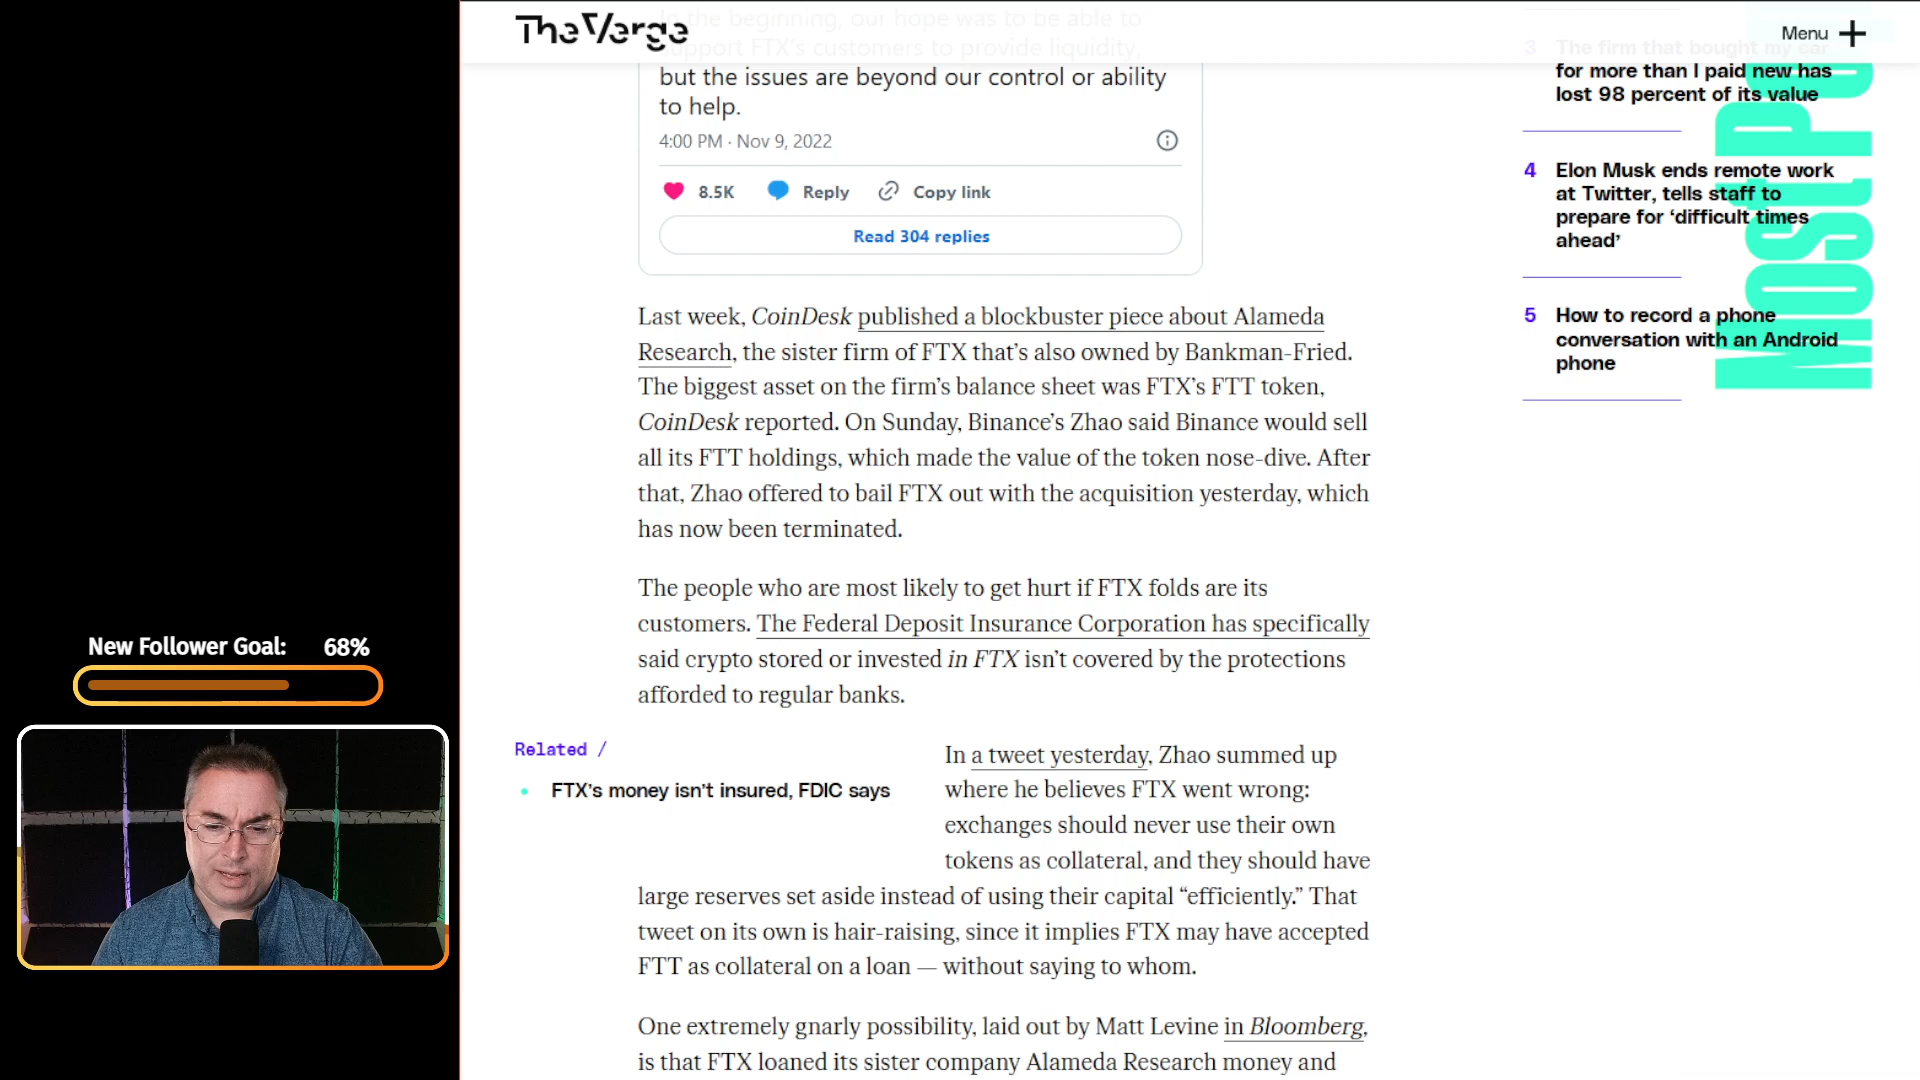 The Verge
In the beginning, our hope was to be able to
support FTX's customers to provide liquidity,
but the issues are beyond our control or ability
to help.
4:00 PM · Nov 9, 2022
8.5K
Reply
Copy link
Read 304 replies
Last week, CoinDesk published a blockbuster piece about Alameda
Research, the sister firm of FTX that’s also owned by Bankman-Fried.
The biggest asset on the firm’s balance sheet was FTX’s FTT token,
CoinDesk reported. On Sunday, Binance’s Zhao said Binance would sell
all its FTT holdings, which made the value of the token nose-dive. After
that, Zhao offered to bail FTX out with the acquisition yesterday, which
has now been terminated.
The people who are most likely to get hurt if FTX folds are its
customers. The Federal Deposit Insurance Corporation has specifically
said crypto stored or invested in FTX isn’t covered by the protections
afforded to regular banks.
Related /
• FTX’s money isn’t insured, FDIC says
In a tweet yesterday, Zhao summed up
where he believes FTX went wrong:
exchanges should never use their own
tokens as collateral, and they should have
large reserves set aside instead of using their capital “efficiently.” That
tweet on its own is hair-raising, since it implies FTX may have accepted
FTT as collateral on a loan — without saying to whom.
One extremely gnarly possibility, laid out by Matt Levine in Bloomberg,
is that FTX loaned its sister company Alameda Research money and
Menu
3 The firm that bought my car
for more than I paid new has
lost 98 percent of its value
4 Elon Musk ends remote work
at Twitter, tells staff to
prepare for ‘difficult times
ahead’
5 How to record a phone
conversation with an Android
phone
Most
New Follower Goal: 68%